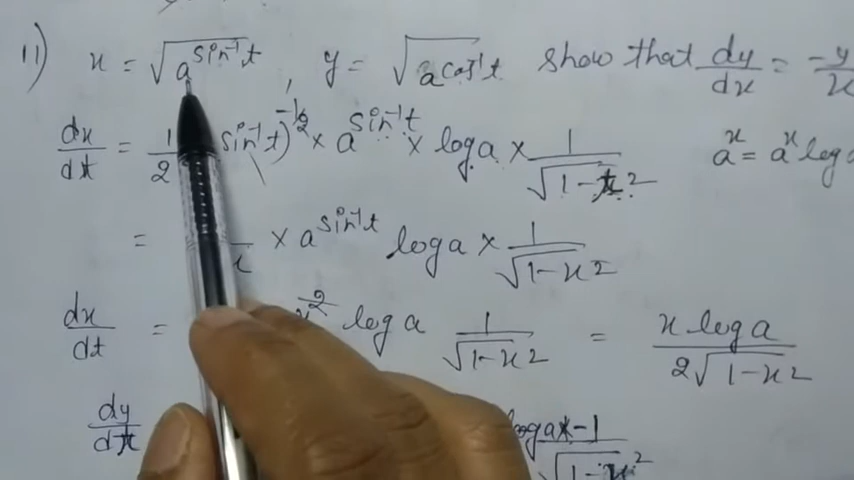 11) x = √(a^sin⁻¹t) , y = √(a^cos⁻¹t) show that dy/dx = -y/x
dx/dt = 1/2 sin⁻¹t)^-1/2 × a^sin⁻¹t × log a × 1/√(1-t²) a^x = a^x log
= × a^sin⁻¹t log a × 1/√(1-x²)
dx/dt = log a 1/√(1-x²) = x log a / 2√(1-x²)
dy/dt